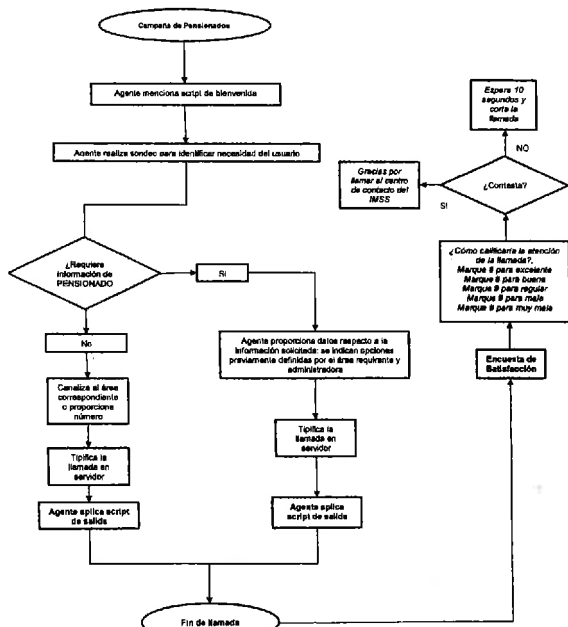 Campaña de Pensionados
Agente menciona script de bienvenida
Agente realiza sondeo para identificar necesidad del usuario
¿Requiere
información de
PENSIONADO
Si
No
Canaliza al área
correspondiente
o proporciona
número
Tipifica la
llamada en
servidor
Agente aplica script
de salida
Agente proporciona datos respecto a la
información solicitada: se indican opciones
previamente definidas por el área requirente y
administradora
Tipifica la
llamada en
servidor
Agente aplica
script de salida
Fin de llamada
Encuesta de
Satisfacción
¿Cómo calificaría la atención
de la llamada?,
Marque # para excelente
Marque # para buena
Marque # para regular
Marque # para mala
Marque # para muy mala
¿Contesta?
SI
NO
Gracias por
llamar al centro
de contacto del
IMSS
Espera 10
segundos y
corta la
llamada